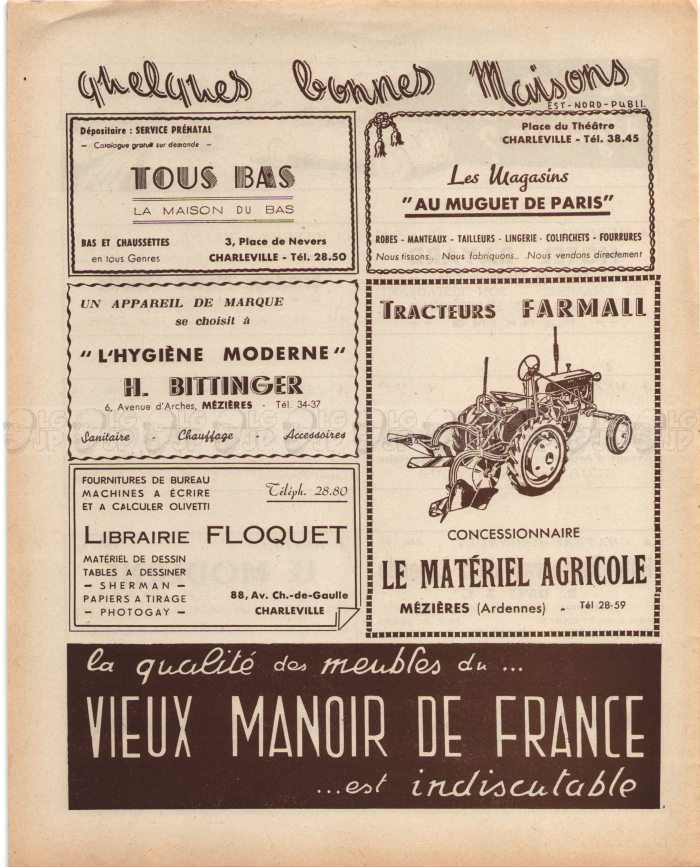 quelques bonnes Maisons
EST-NORD-PUBLI.
Dépositaire : SERVICE PRÉNATAL
- Catalogue gratuit sur demande -
TOUS BAS
LA MAISON DU BAS
BAS ET CHAUSSETTES
en tous Genres
3, Place de Nevers
CHARLEVILLE - Tél. 28.50
Place du Théâtre
CHARLEVILLE - Tél. 38.45
Les Magasins
"AU MUGUET DE PARIS"
ROBES - MANTEAUX - TAILLEURS - LINGERIE - COLIFICHETS - FOURRURES
Nous tissons.. Nous fabriquons.. Nous vendons directement
UN APPAREIL DE MARQUE
se choisit à
"L'HYGIÈNE MODERNE"
H. BITTINGER
6, Avenue d'Arches, MÉZIÈRES - Tél. 34-37
Sanitaire - Chauffage - Accessoires
TRACTEURS FARMALL
CONCESSIONNAIRE
LE MATÉRIEL AGRICOLE
MÉZIÈRES (Ardennes) - Tél 28-59
FOURNITURES DE BUREAU
MACHINES A ÉCRIRE
ET A CALCULER OLIVETTI
Téléph. 28.80
LIBRAIRIE FLOQUET
MATÉRIEL DE DESSIN
TABLES A DESSINER
- SHERMAN -
PAPIERS A TIRAGE
- PHOTOGAY -
88, Av. Ch.-de-Gaulle
CHARLEVILLE
la qualité des meubles du ...
VIEUX MANOIR DE FRANCE
...est indiscutable